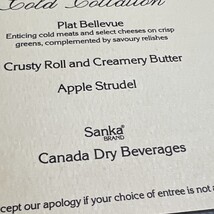 Cold Collation
Plat Bellevue
Enticing cold meats and select cheeses on crisp
greens, complemented by savoury relishes
Crusty Roll and Creamery Butter
Apple Strudel
Sanka®
BRAND
Canada Dry Beverages
cept our apology if your choice of entree is not a